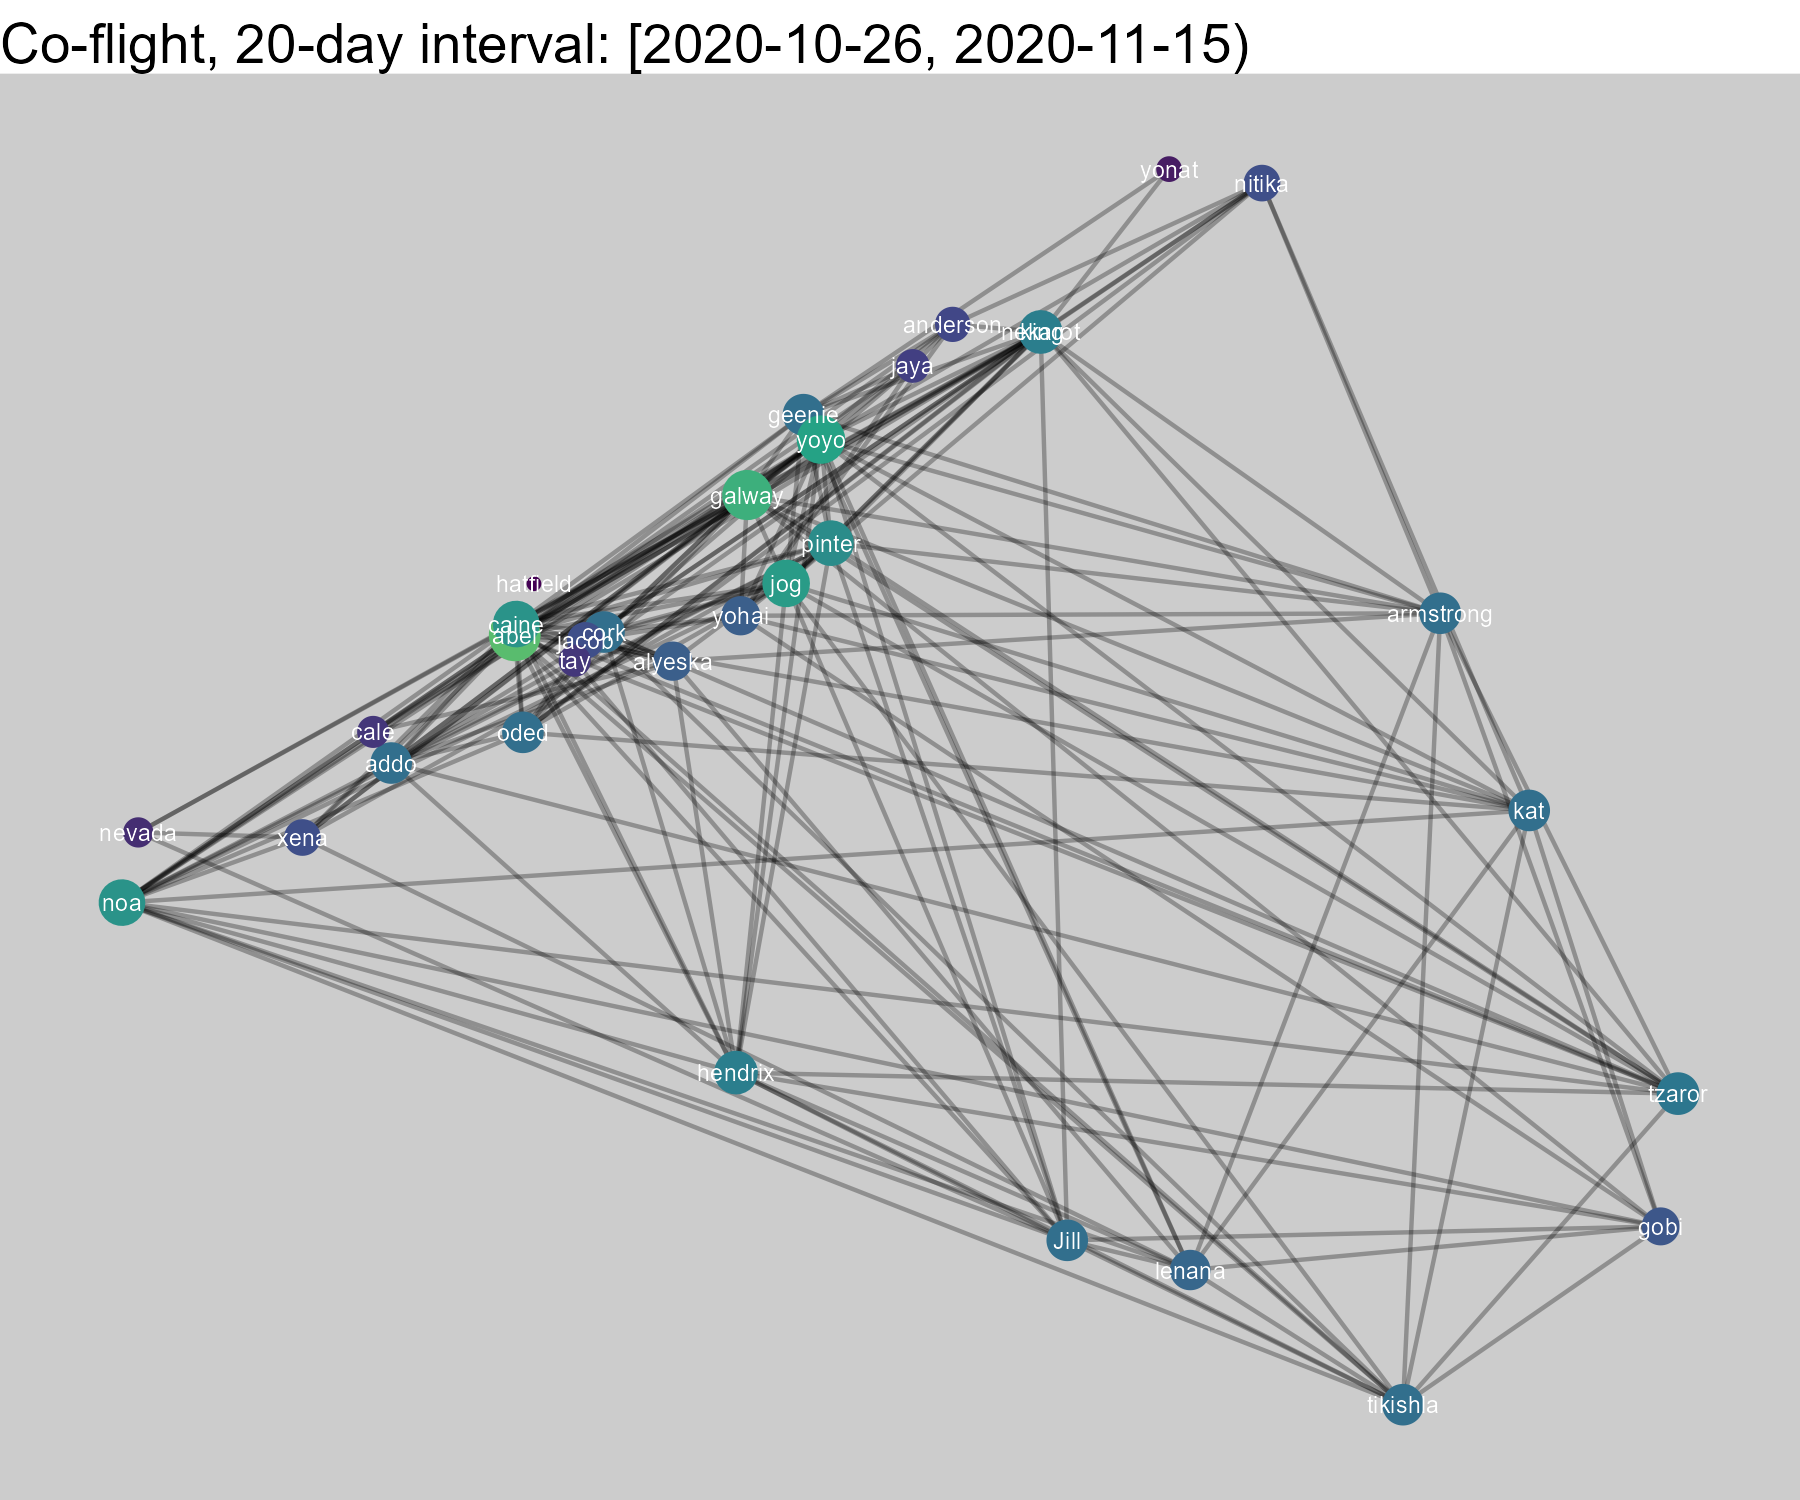 Co-flight, 20-day interval: [2020-10-26, 2020-11-15)
yonat
nitika
anderson
king
jaya
geenie
yoyo
galway
pinter
hatfield
jog
yohai
armstrong
caine
abel
cork
jacob
tay
alyeska
cale
oded
addo
kat
nevada
xena
noa
hendrix
tzaror
gobi
Jill
lenana
tikishla